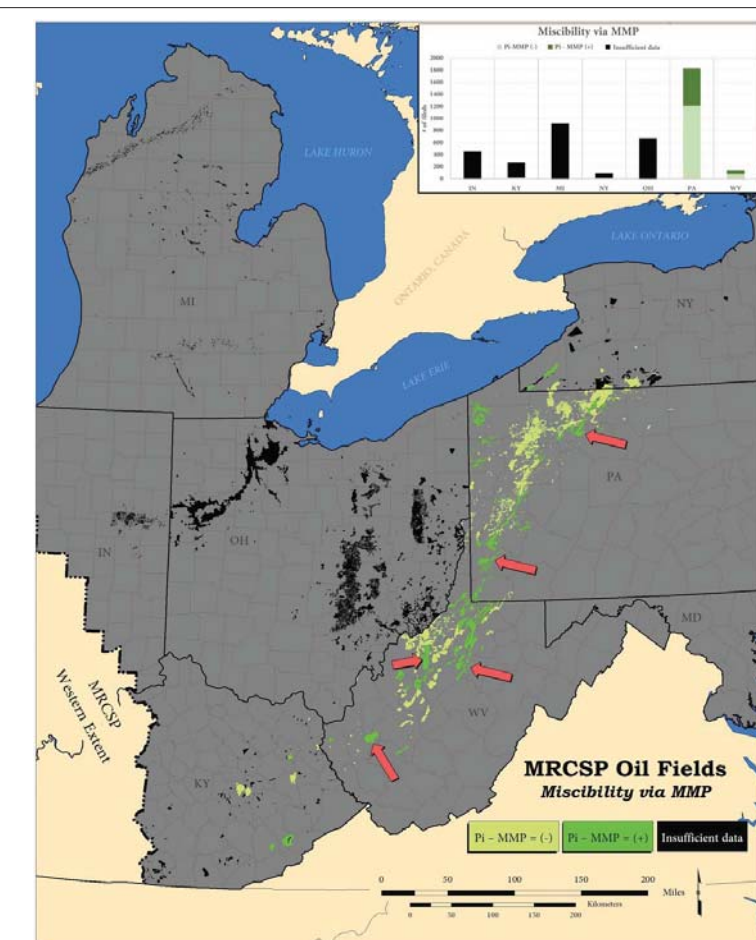 Miscibility via MMP
Pi-MMP (-) Pi - MMP (+) Insufficient data
# of fields
2000
1800
1600
1400
1200
1000
800
600
400
200
0
IN KY MI NY OH PA WV
LAKE HURON
LAKE ONTARIO
ONTARIO, CANADA
MI
NY
LAKE ERIE
PA
IN
OH
MD
MRCSP
Western Extent
WV
KY
MRCSP Oil Fields
Miscibility via MMP
Pi – MMP = (-) Pi – MMP = (+) Insufficient data
0 50 100 150 200
Miles
Kilometers
0 50 100 150 200